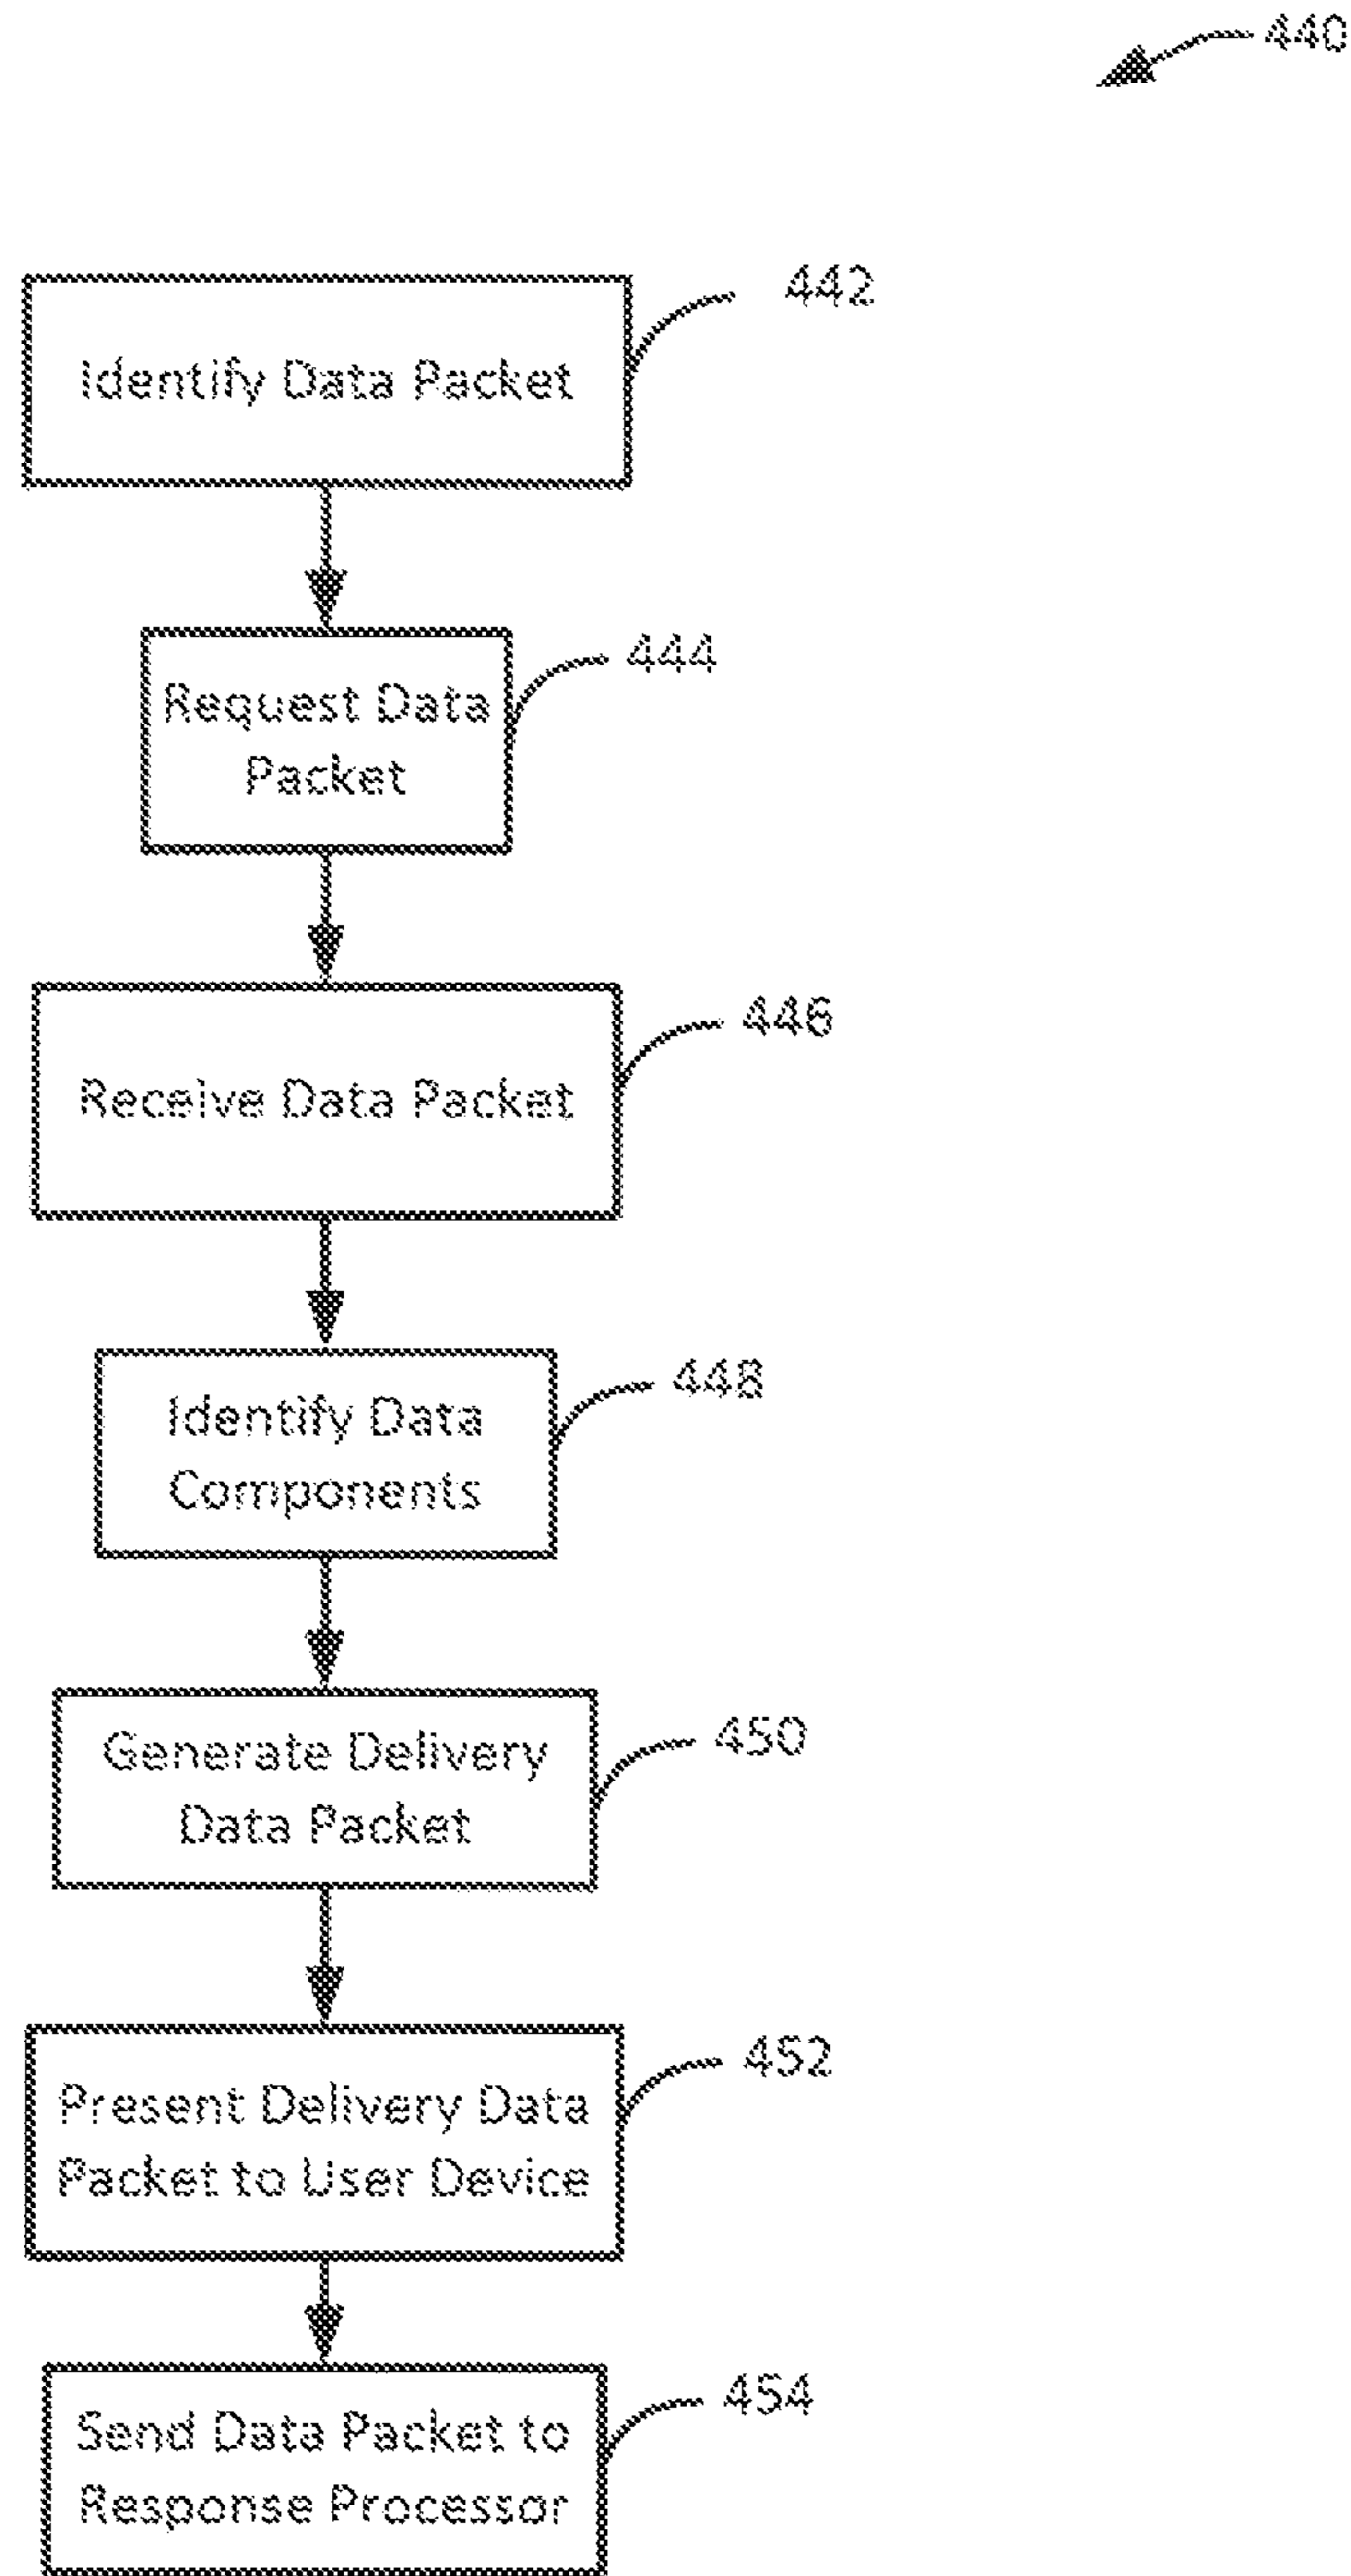 440
442
Identify Data Packet
444
Request Data
Packet
446
Receive Data Packet
448
Identify Data
Components
450
Generate Delivery
Data Packet
452
Present Delivery Data
Packet to User Device
454
Send Data Packet to
Response Processor